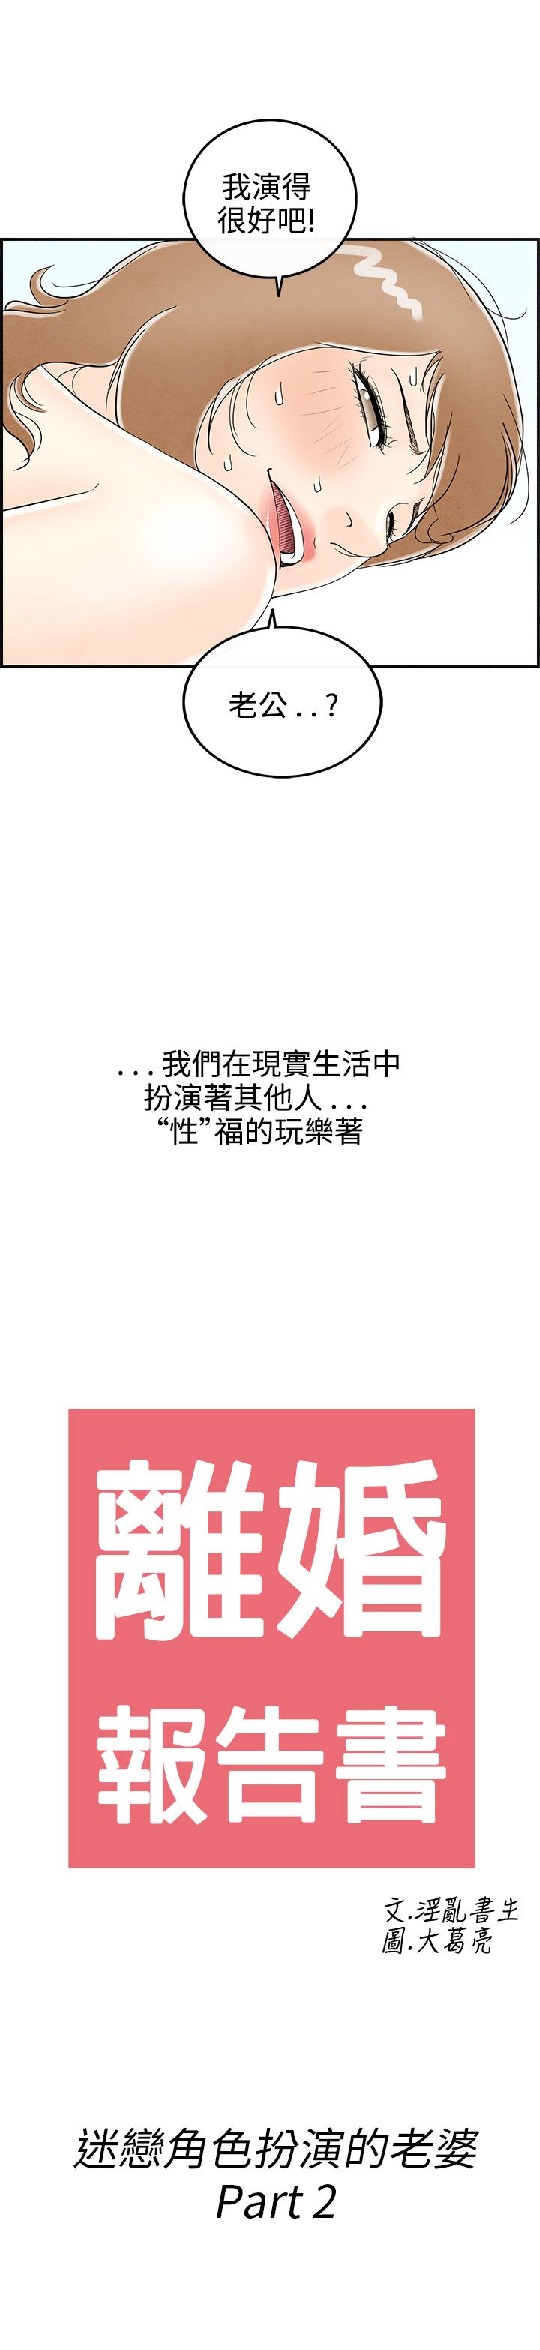 我演得
很好吧!
老公...?
...我們在現實生活中
扮演著其他人...
“性”福的玩樂著
離婚
報告書
文.淫亂書生
圖.大葛亮
迷戀角色扮演的老婆
Part 2